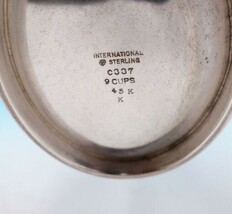 INTERNATIONAL
STERLING
C337
9 CUPS
45 K
K